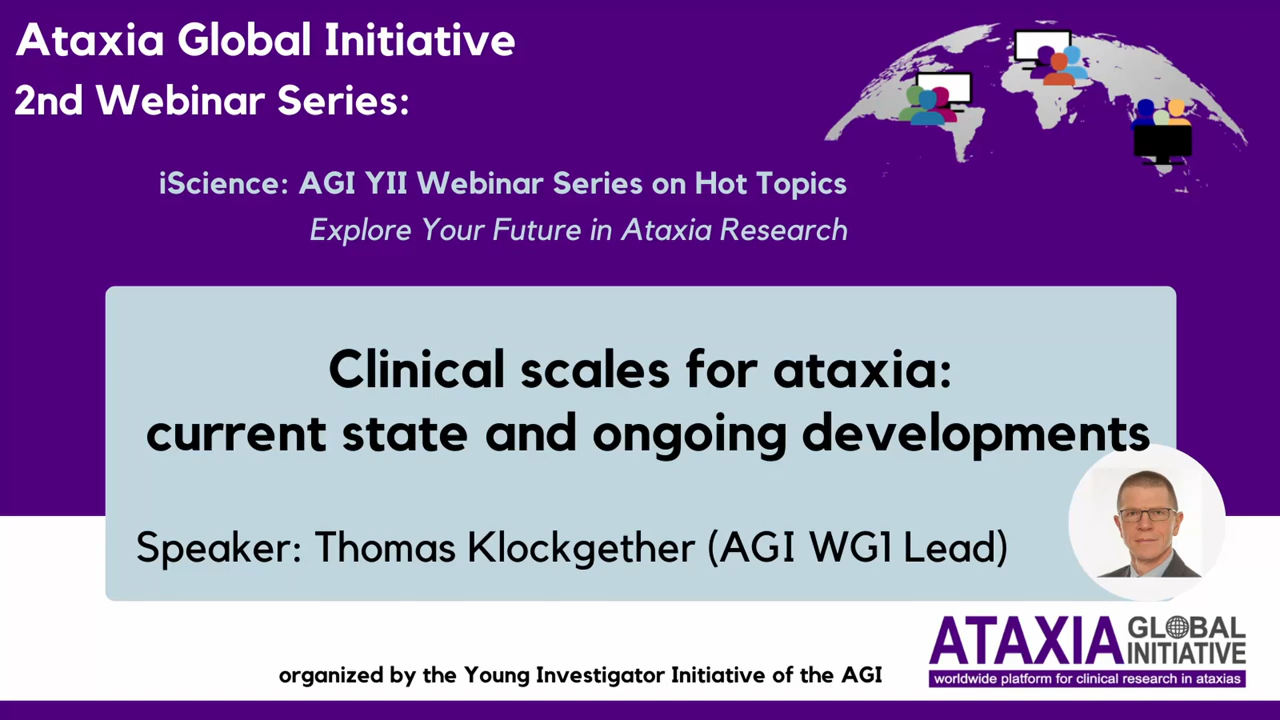 Ataxia Global Initiative
2nd Webinar Series:
iScience: AGI YII Webinar Series on Hot Topics
Explore Your Future in Ataxia Research
Clinical scales for ataxia:
current state and ongoing developments
Speaker: Thomas Klockgether (AGI WG1 Lead)
organized by the Young Investigator Initiative of the AGI
ATAXIA GLOBAL
INITIATIVE
worldwide platform for clinical research in ataxias